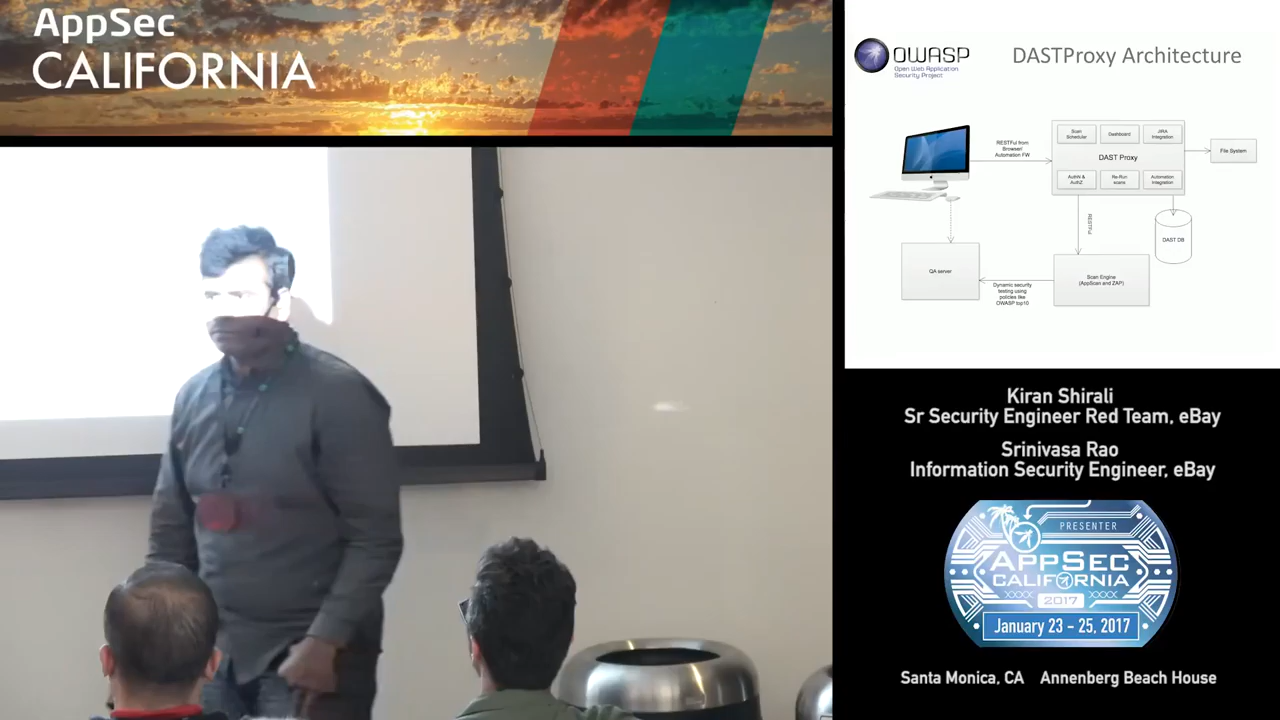 AppSec
CALIFORNIA
OWASP
Open Web Application
Security Project
DASTProxy Architecture
RESTFul from
Browser/
Automation FW
Scan
Scheduler
Dashboard
JIRA
Integration
DAST Proxy
AuthN &
AuthZ
Re-Run
scans
Automation
Integration
File System
RESTFul
DAST DB
QA server
Dynamic security
testing using
policies like
OWASP top10
Scan Engine
(AppScan and ZAP)
Kiran Shirali
Sr Security Engineer Red Team, eBay
Srinivasa Rao
Information Security Engineer, eBay
PRESENTER
APPSEC
CALIFORNIA
2017
January 23 - 25, 2017
Santa Monica, CA Annenberg Beach House